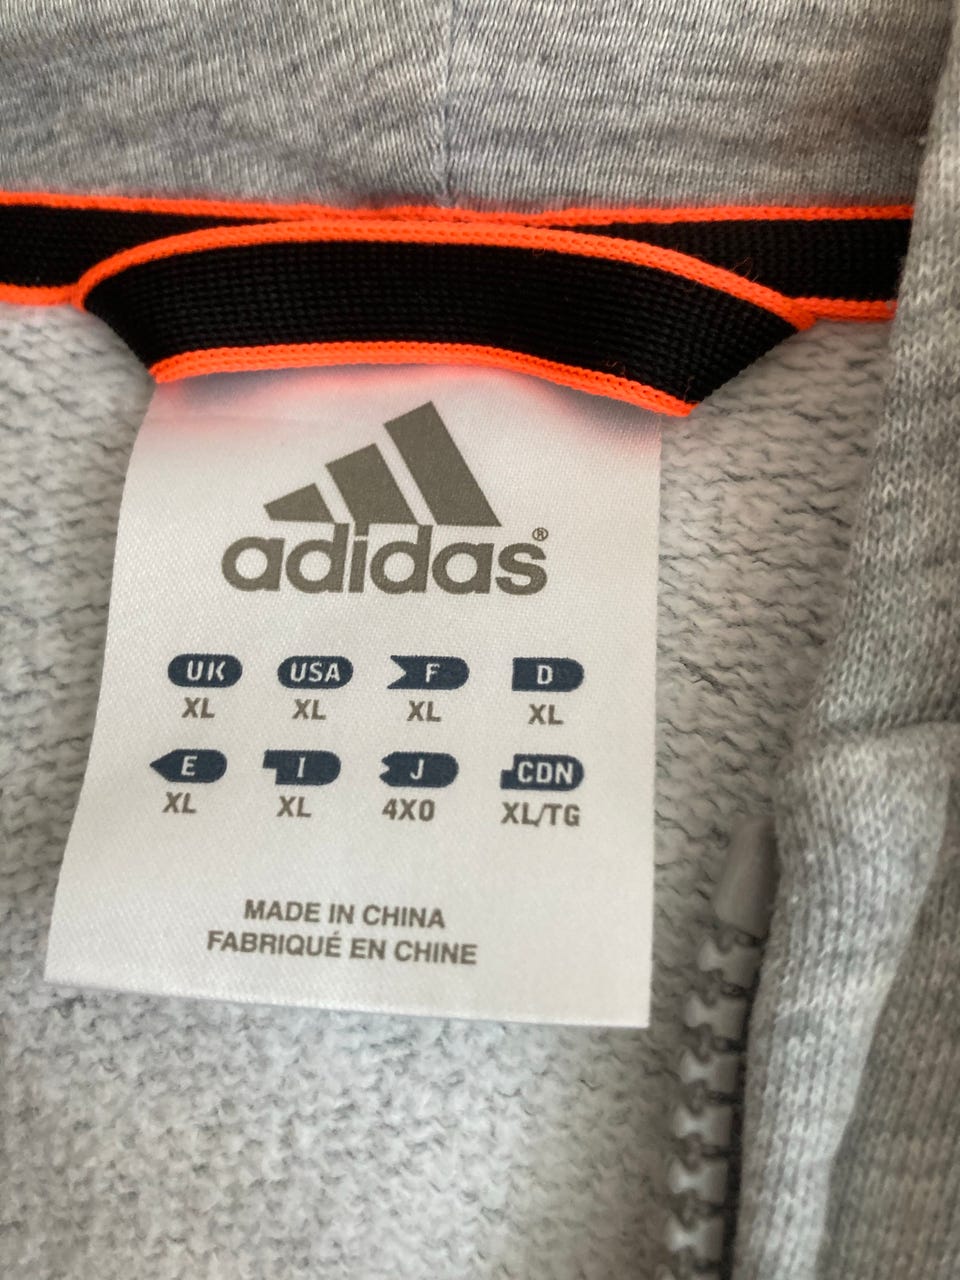 adidas®
UK USA F D
XL XL XL XL
E I J CDN
XL XL 4XO XL/TG
MADE IN CHINA
FABRIQUÉ EN CHINE